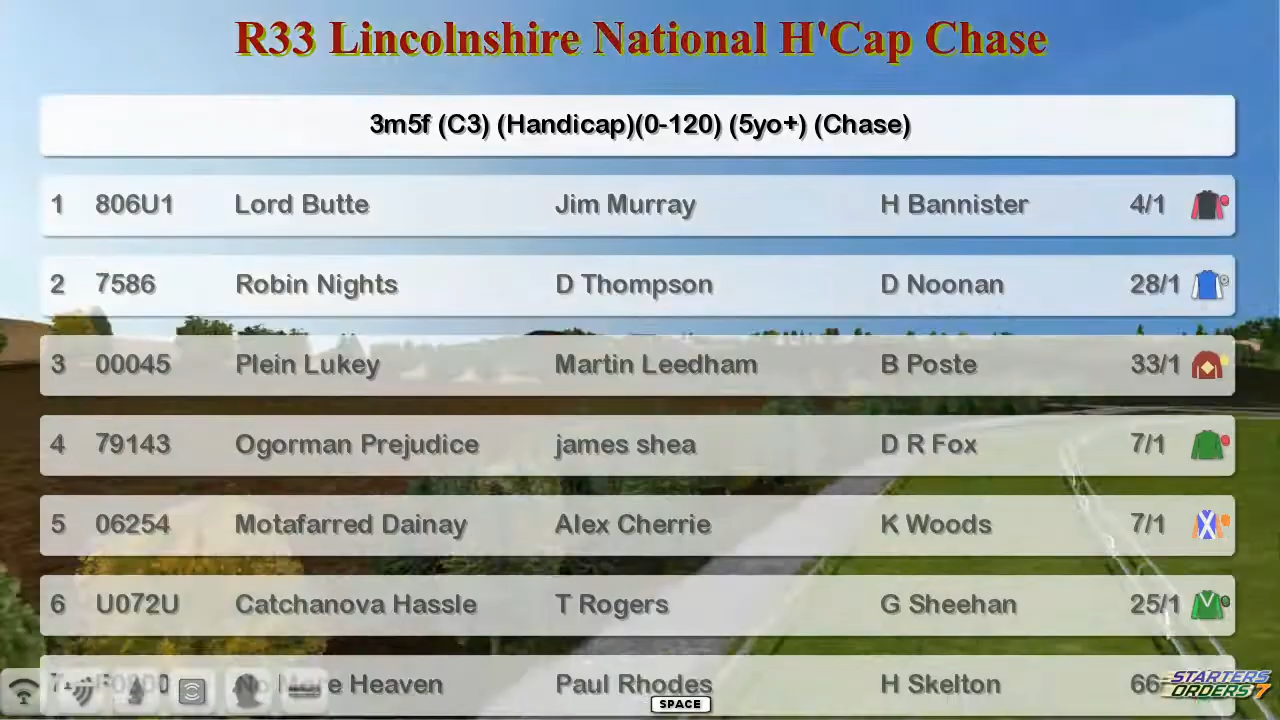 R33 Lincolnshire National H'Cap Chase
3m5f (C3) (Handicap)(0-120) (5yo+) (Chase)
1 806U1 Lord Butte Jim Murray H Bannister 4/1
2 7586 Robin Nights D Thompson D Noonan 28/1
3 00045 Plein Lukey Martin Leedham B Poste 33/1
4 79143 Ogorman Prejudice james shea D R Fox 7/1
5 06254 Motafarred Dainay Alex Cherrie K Woods 7/1
6 U072U Catchanova Hassle T Rogers G Sheehan 25/1
7 Heaven Paul Rhodes H Skelton
SPACE
STARTERS
ORDERS 7